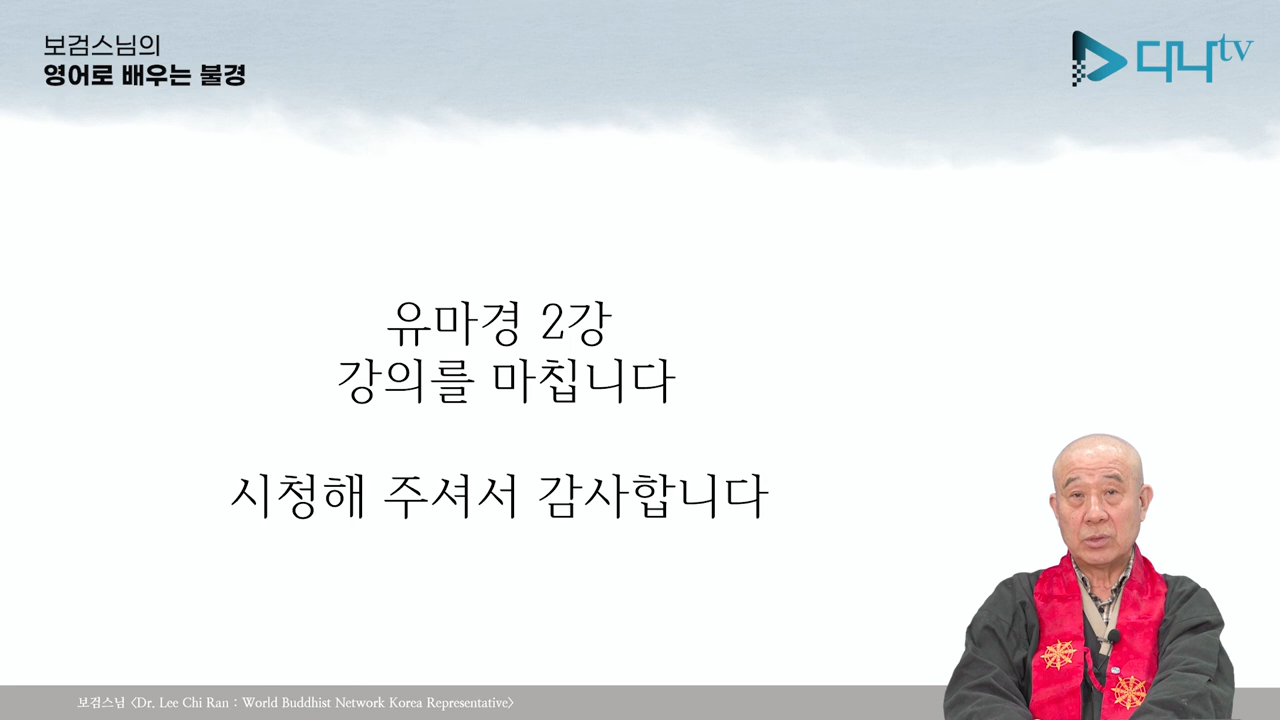 보검스님의
영어로 배우는 불경
디나tv
유마경 2강
강의를 마칩니다
시청해 주셔서 감사합니다
보검스님 <Dr. Lee Chi Ran : World Buddhist Network Korea Representative>